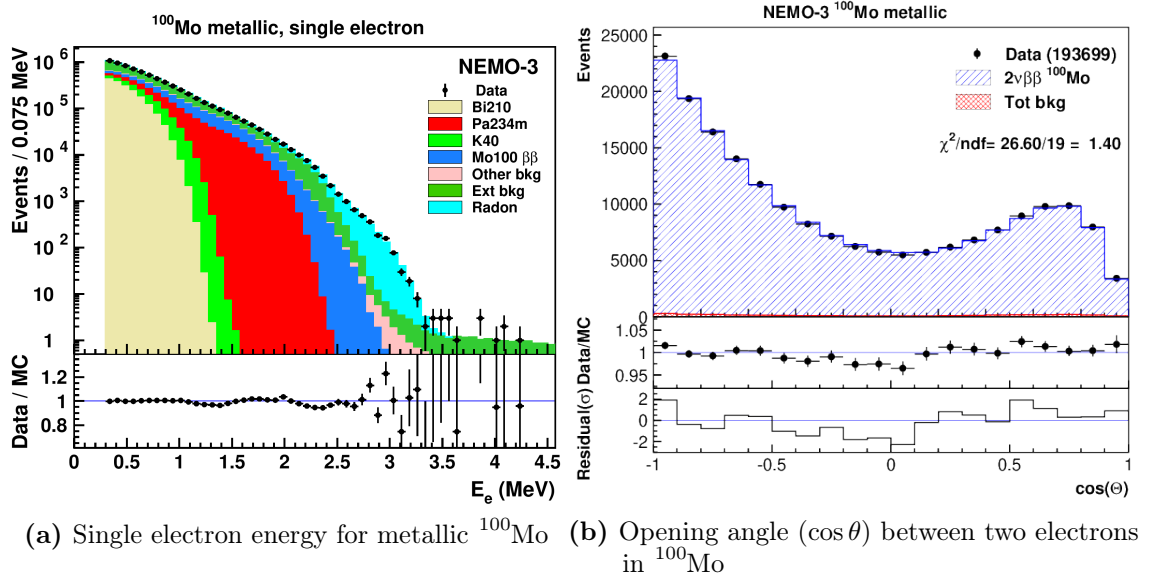 ¹⁰⁰Mo metallic, single electron
Events / 0.075 MeV
10⁶
10⁵
10⁴
10³
10²
10
1
NEMO-3
Data
Bi210
Pa234m
K40
Mo100 ββ
Other bkg
Ext bkg
Radon
Data / MC
1.2
1
0.8
0 0.5 1 1.5 2 2.5 3 3.5 4 4.5
Eₑ (MeV)
(a) Single electron energy for metallic ¹⁰⁰Mo
NEMO-3 ¹⁰⁰Mo metallic
Events
25000
20000
15000
10000
5000
0
Data (193699)
2νββ ¹⁰⁰Mo
Tot bkg
χ²/ndf= 26.60/19 = 1.40
Data/MC
1.05
1
0.95
Residual(σ)
2
0
-2
-1 -0.5 0 0.5 1
cos(Θ)
(b) Opening angle (cos θ) between two electrons
in ¹⁰⁰Mo